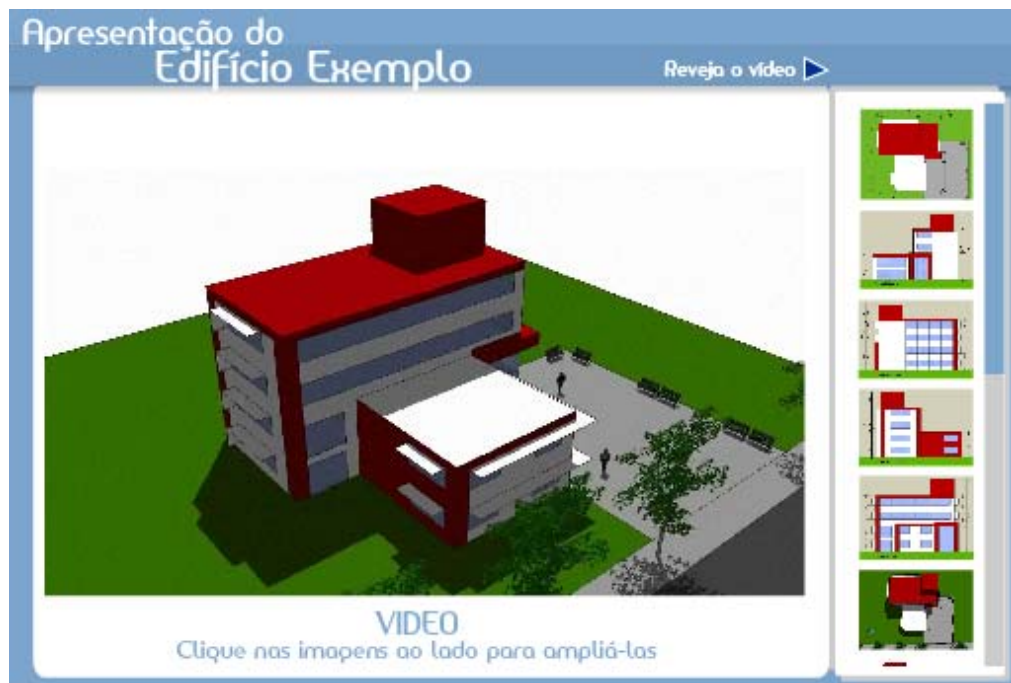 Apresentação do
Edifício Exemplo
Reveja o vídeo
VIDEO
Clique nas imagens ao lado para ampliá-las